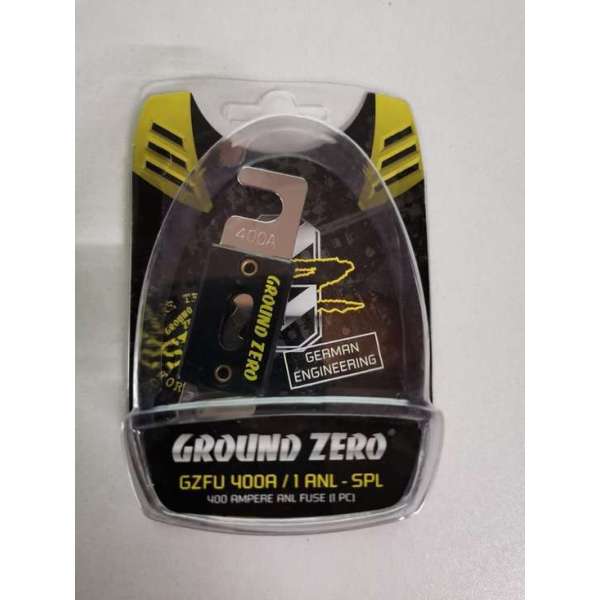 400A
GROUND ZERO
GERMAN
ENGINEERING
GROUND ZERO®
GZFU 400A / 1 ANL - SPL
400 AMPERE ANL FUSE (1 PC)